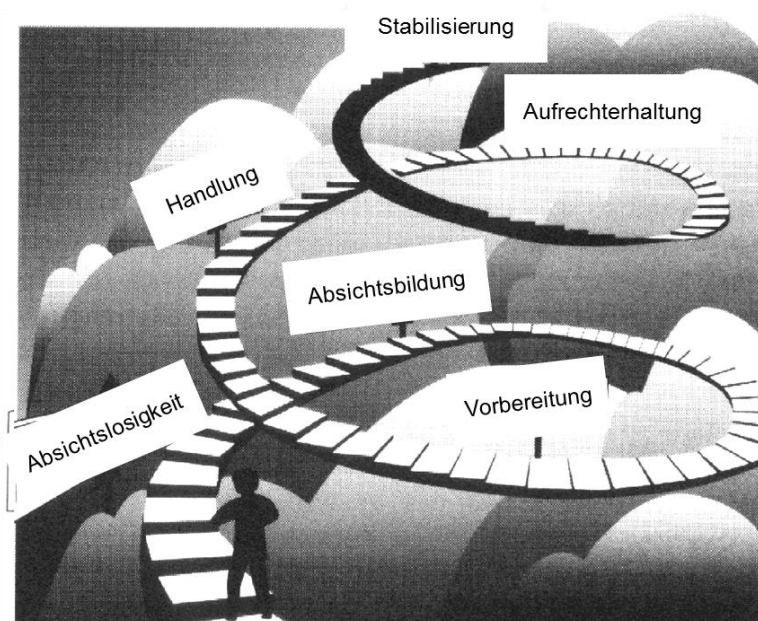 Stabilisierung
Aufrechterhaltung
Handlung
Absichtsbildung
Vorbereitung
Absichtslosigkeit